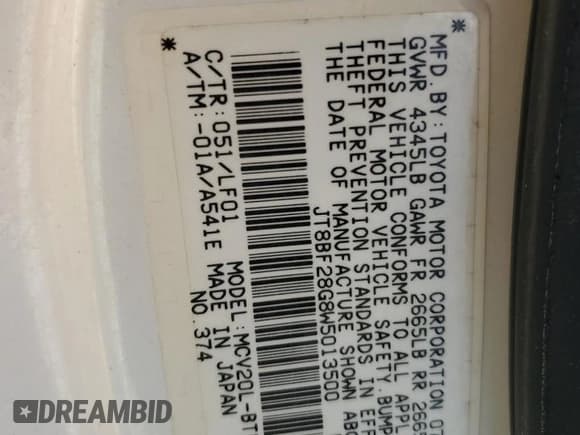 MFD. BY: TOYOTA MOTOR CORPORATION
GVWR 4345LB GAWR FR 2665LB RR
THIS VEHICLE CONFORMS TO ALL
FEDERAL MOTOR VEHICLE SAFETY.
THEFT PREVENTION STANDARDS IN
THE DATE OF MANUFACTURE SHOWN
JT8BF28G8W5013500
*
*
C/TR: 051/LF01 MODEL: MCV20L-
A/TM: -01A/A541E MADE IN JAPAN
NO. 374
DREAMBID